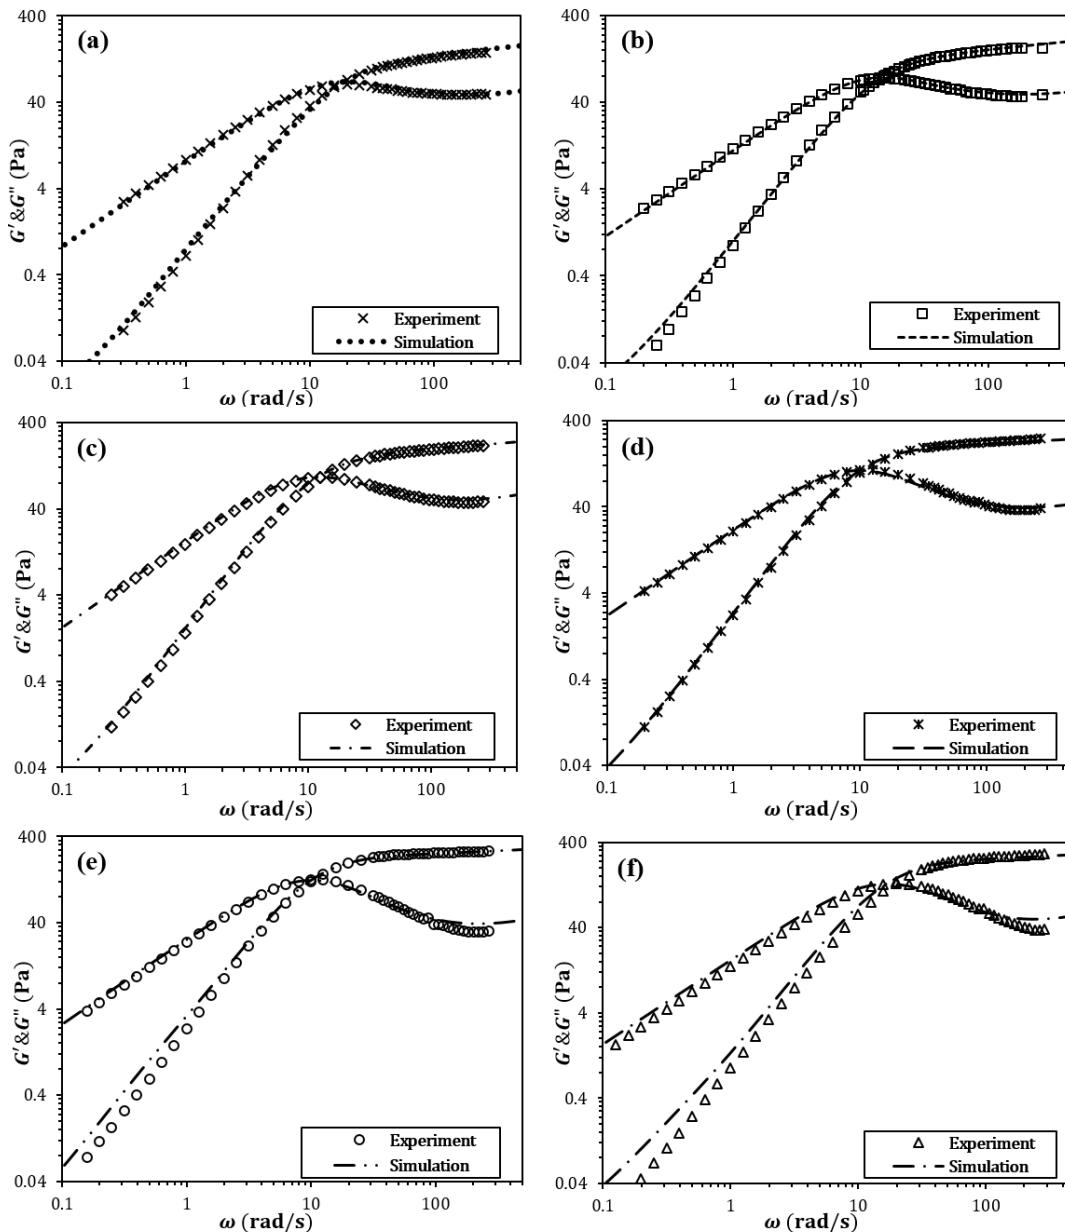 (a)
400
40
4
0.4
0.04
G'&G" (Pa)
Experiment
Simulation
0.1
1
10
100
ω (rad/s)
(b)
400
40
4
0.4
0.04
G'&G" (Pa)
Experiment
Simulation
0.1
1
10
100
ω (rad/s)
(c)
400
40
4
0.4
0.04
G'&G" (Pa)
Experiment
Simulation
0.1
1
10
100
ω (rad/s)
(d)
400
40
4
0.4
0.04
G'&G" (Pa)
Experiment
Simulation
0.1
1
10
100
ω (rad/s)
(e)
400
40
4
0.4
0.04
G'&G" (Pa)
Experiment
Simulation
0.1
1
10
100
ω (rad/s)
(f)
400
40
4
0.4
0.04
G'&G" (Pa)
Experiment
Simulation
0.1
1
10
100
ω (rad/s)